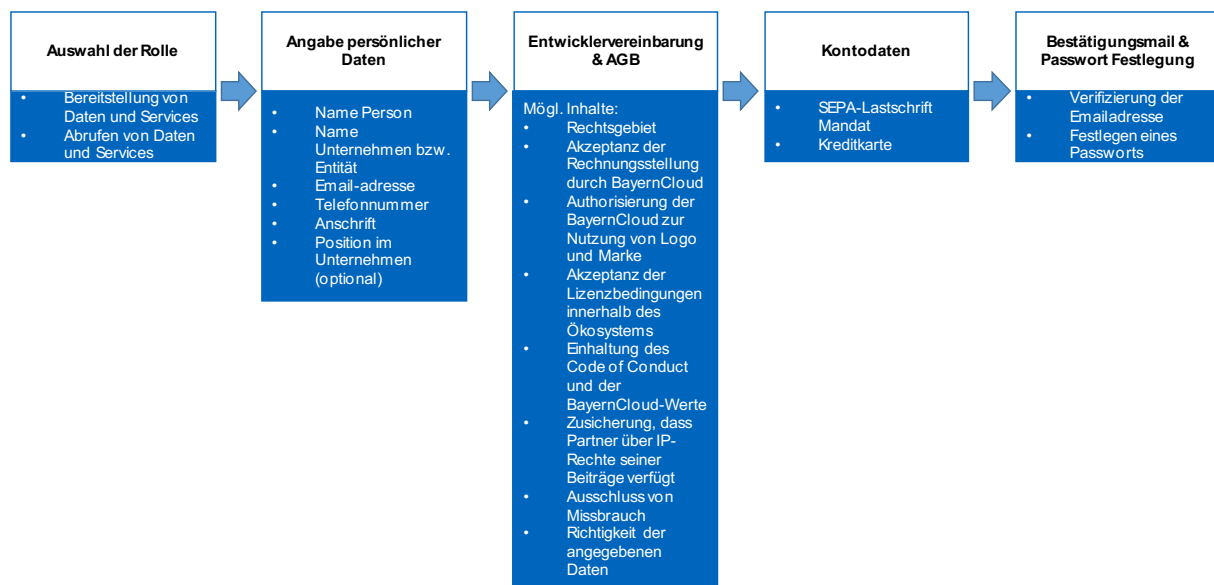 Auswahl der Rolle
• Bereitstellung von
Daten und Services
• Abrufen von Daten
und Services
Angabe persönlicher
Daten
• Name Person
• Name
Unternehmen bzw.
Entität
• Email-adresse
• Telefonnummer
• Anschrift
• Position im
Unternehmen
(optional)
Entwicklervereinbarung
& AGB
Mögl. Inhalte:
• Rechtsgebiet
• Akzeptanz der
Rechnungsstellung
durch BayernCloud
• Authorisierung der
BayernCloud zur
Nutzung von Logo
und Marke
• Akzeptanz der
Lizenzbedingungen
innerhalb des
Ökosystems
• Einhaltung des
Code of Conduct
und der
BayernCloud-Werte
• Zusicherung, dass
Partner über IP-
Rechte seiner
Beiträge verfügt
• Ausschluss von
Missbrauch
• Richtigkeit der
angegebenen
Daten
Kontodaten
• SEPA-Lastschrift
Mandat
• Kreditkarte
Bestätigungsmail &
Passwort Festlegung
• Verifizierung der
Emailadresse
• Festlegen eines
Passworts